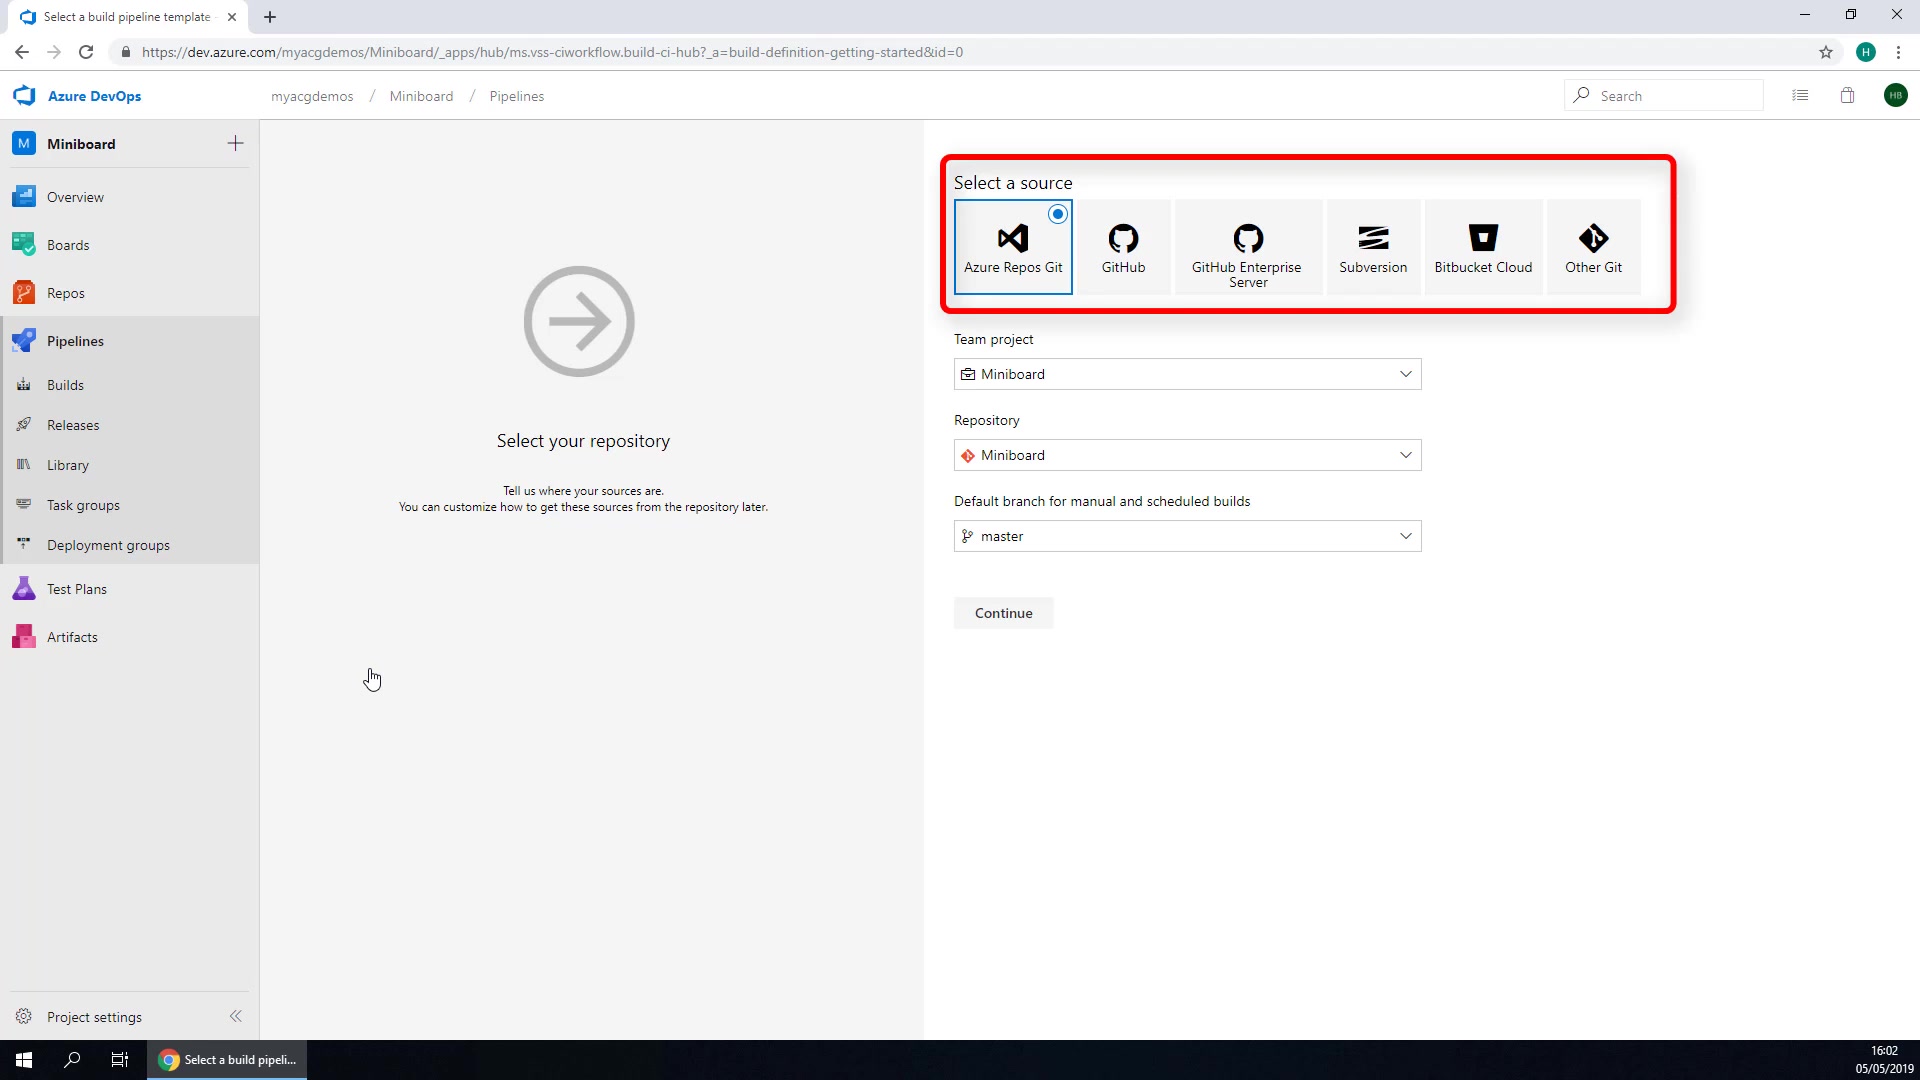 Select a build pipeline template
https://dev.azure.com/myacgdemos/Miniboard/_apps/hub/ms.vss-ciworkflow.build-ci-hub?_a=build-definition-getting-started&id=0
H
Azure DevOps
myacgdemos / Miniboard / Pipelines
Search
HB
M Miniboard
Overview
Boards
Repos
Pipelines
Builds
Releases
Library
Task groups
Deployment groups
Test Plans
Artifacts
Project settings
Select your repository
Tell us where your sources are.
You can customize how to get these sources from the repository later.
Select a source
Azure Repos Git
GitHub
GitHub Enterprise
Server
Subversion
Bitbucket Cloud
Other Git
Team project
Miniboard
Repository
Miniboard
Default branch for manual and scheduled builds
master
Continue
Select a build pipeli...
16:02
05/05/2019